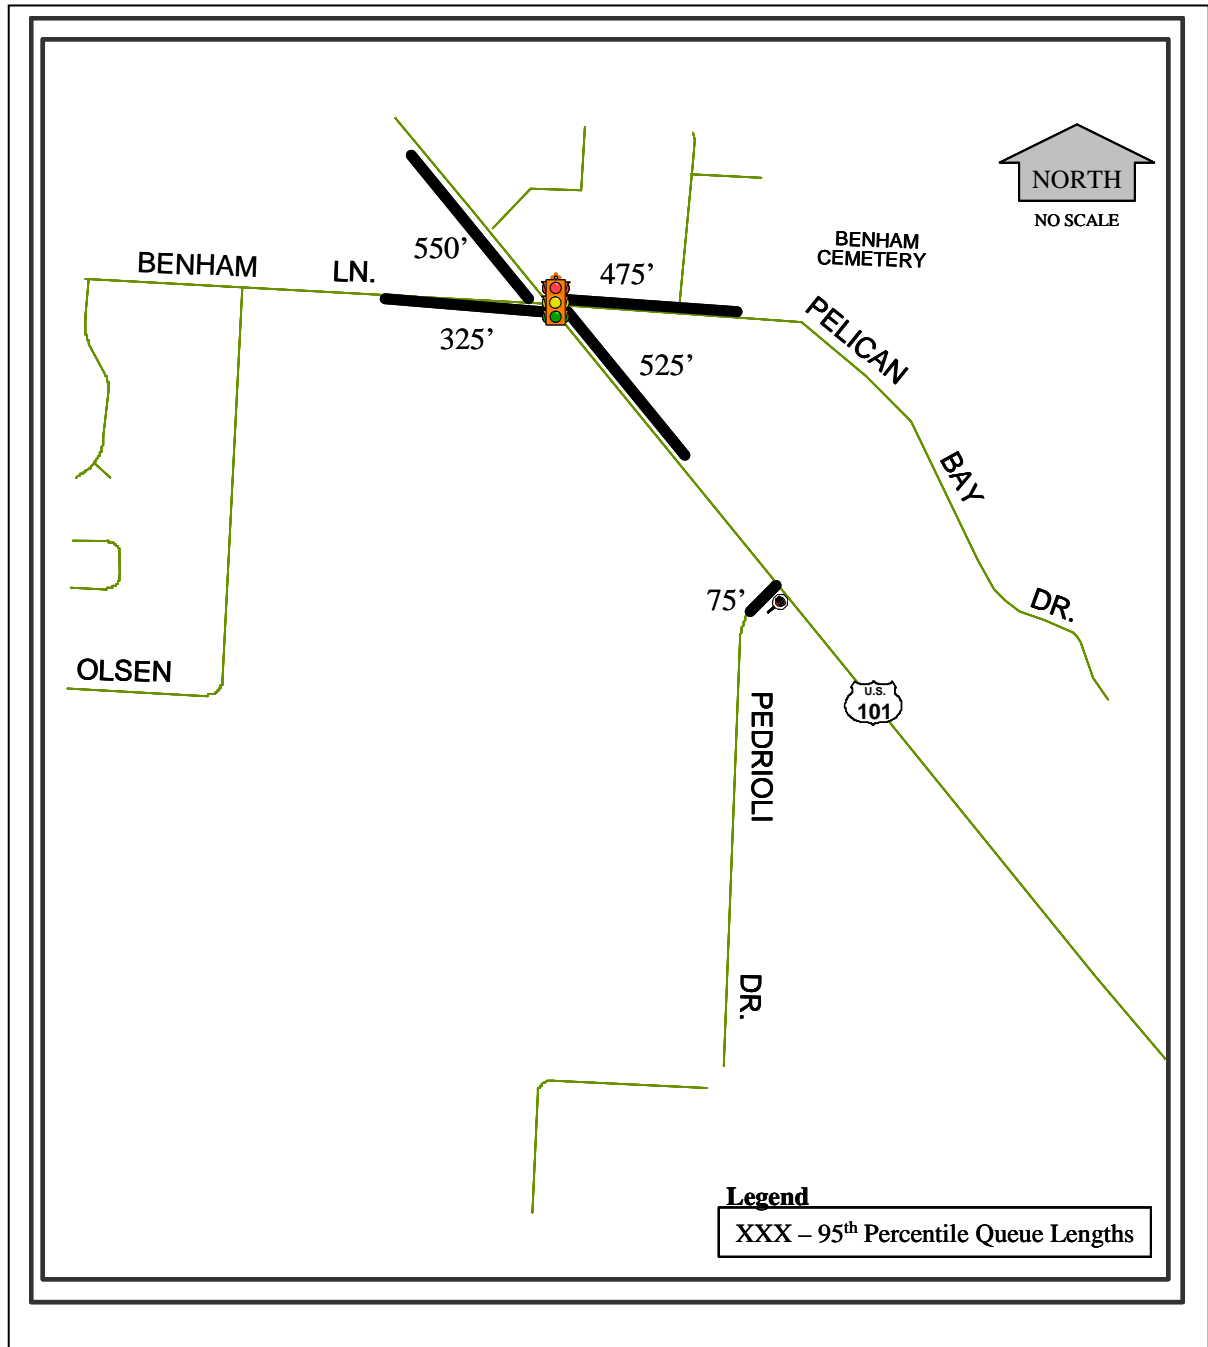 NORTH
NO SCALE
BENHAM
CEMETERY
550’
475’
BENHAM LN.
325’
525’
PELICAN
BAY
DR.
75’
OLSEN
U.S.
101
PEDRIOLI
DR.
Legend
XXX – 95th Percentile Queue Lengths